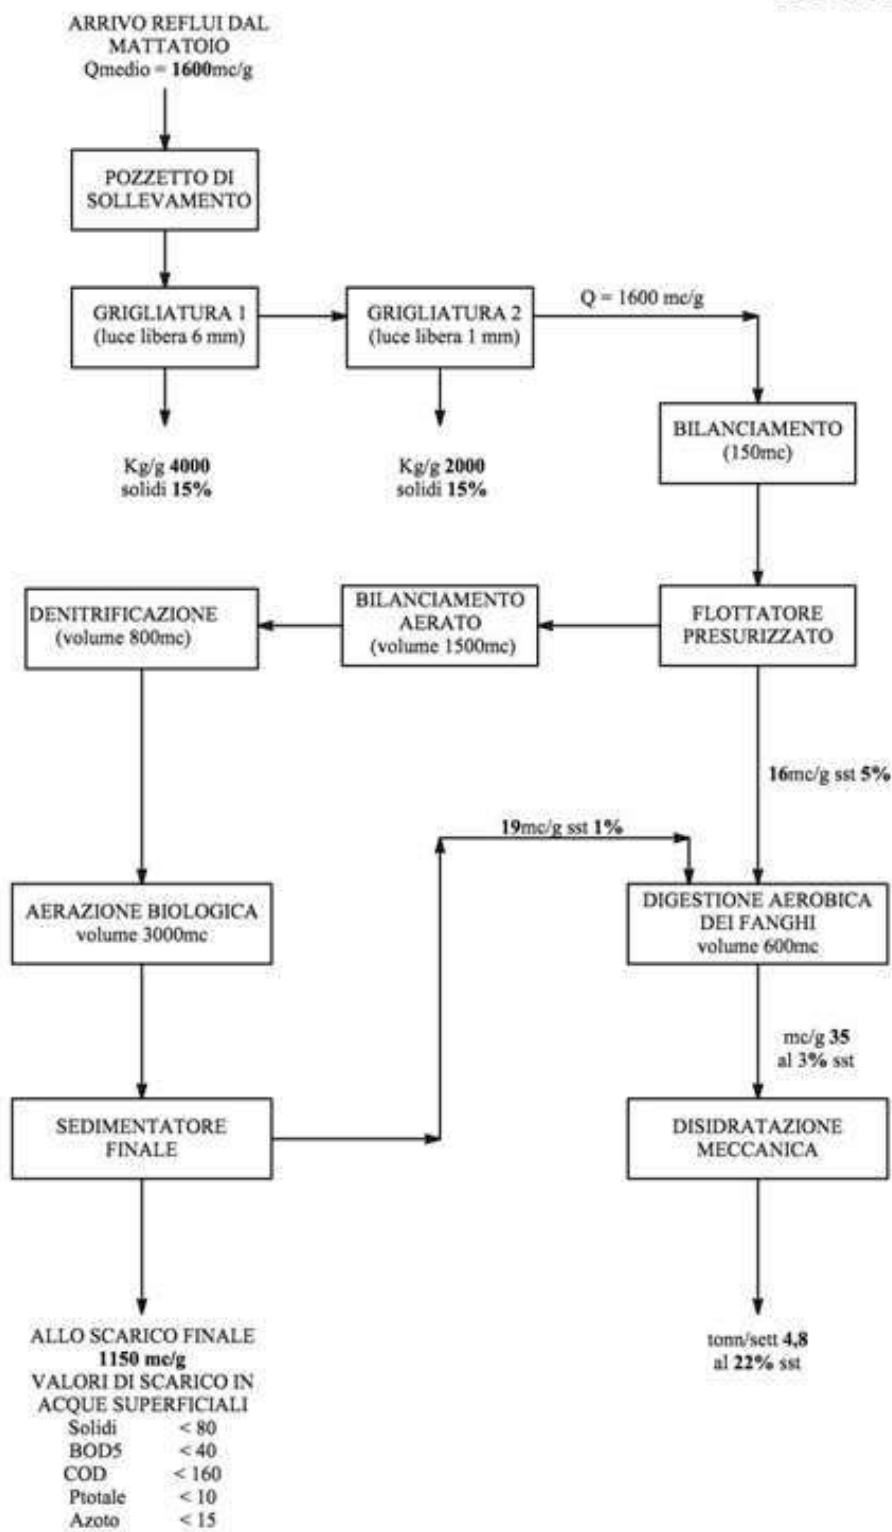 ARRIVO REFLUI DAL
MATTATOIO
Qmedio = 1600mc/g
POZZETTO DI
SOLLEVAMENTO
GRIGLIATURA 1
(luce libera 6 mm)
GRIGLIATURA 2
(luce libera 1 mm)
Q = 1600 mc/g
BILANCIAMENTO
(150mc)
Kg/g 4000
solidi 15%
Kg/g 2000
solidi 15%
DENITRIFICAZIONE
(volume 800mc)
BILANCIAMENTO
AERATO
(volume 1500mc)
FLOTTATORE
PRESURIZZATO
16mc/g sst 5%
19mc/g sst 1%
AERAZIONE BIOLOGICA
volume 3000mc
DIGESTIONE AEROBICA
DEI FANGHI
volume 600mc
mc/g 35
al 3% sst
SEDIMENTATORE
FINALE
DISIDRATAZIONE
MECCANICA
ALLO SCARICO FINALE
1150 mc/g
VALORI DI SCARICO IN
ACQUE SUPERFICIALI
Solidi < 80
BOD5 < 40
COD < 160
Ptotale < 10
Azoto < 15
tonn/sett 4,8
al 22% sst